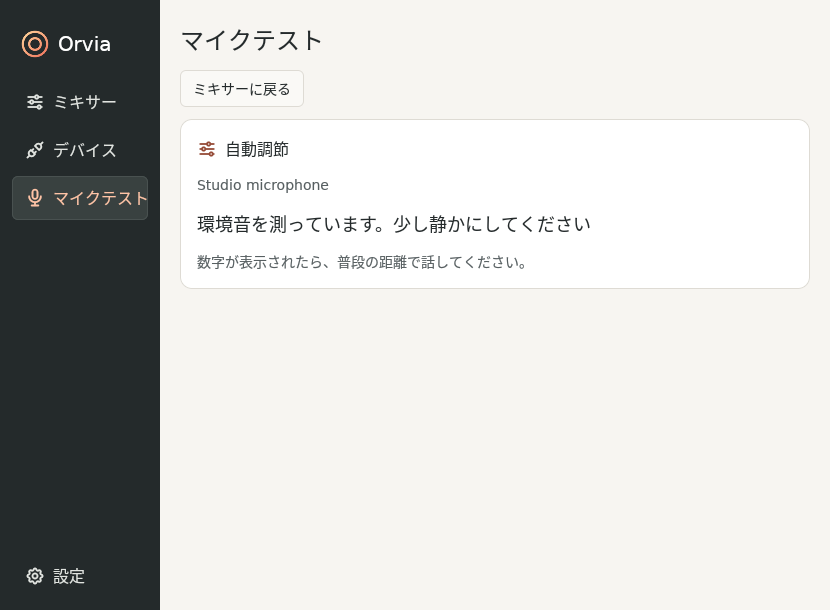 Orvia
ミキサー
デバイス
マイクテスト
設定
マイクテスト
ミキサーに戻る
自動調節
Studio microphone
環境音を測っています。少し静かにしてください
数字が表示されたら、普段の距離で話してください。